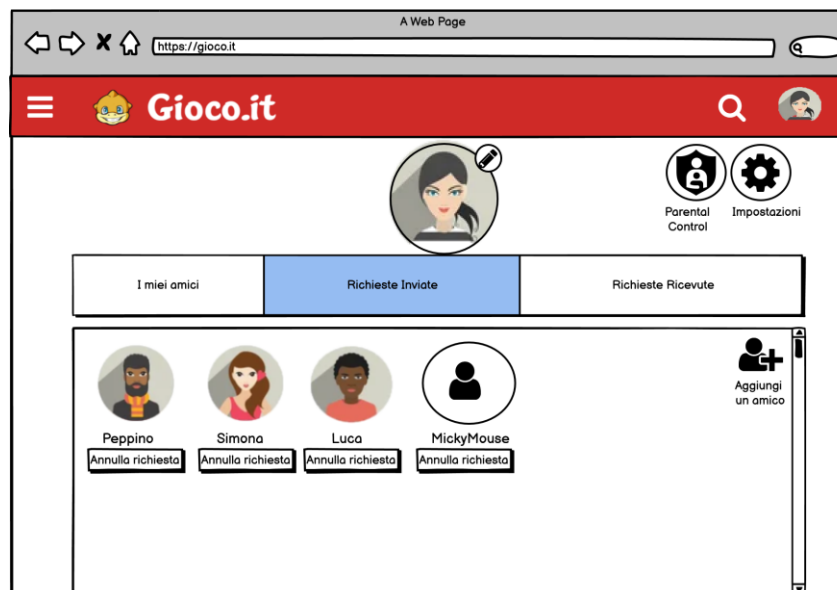 A Web Page
https://gioco.it
Gioco.it
Parental
Control
Impostazioni
I miei amici
Richieste Inviate
Richieste Ricevute
Aggiungi
un amico
Peppino
Simona
Luca
MickyMouse
Annulla richiesta
Annulla richiesta
Annulla richiesta
Annulla richiesta